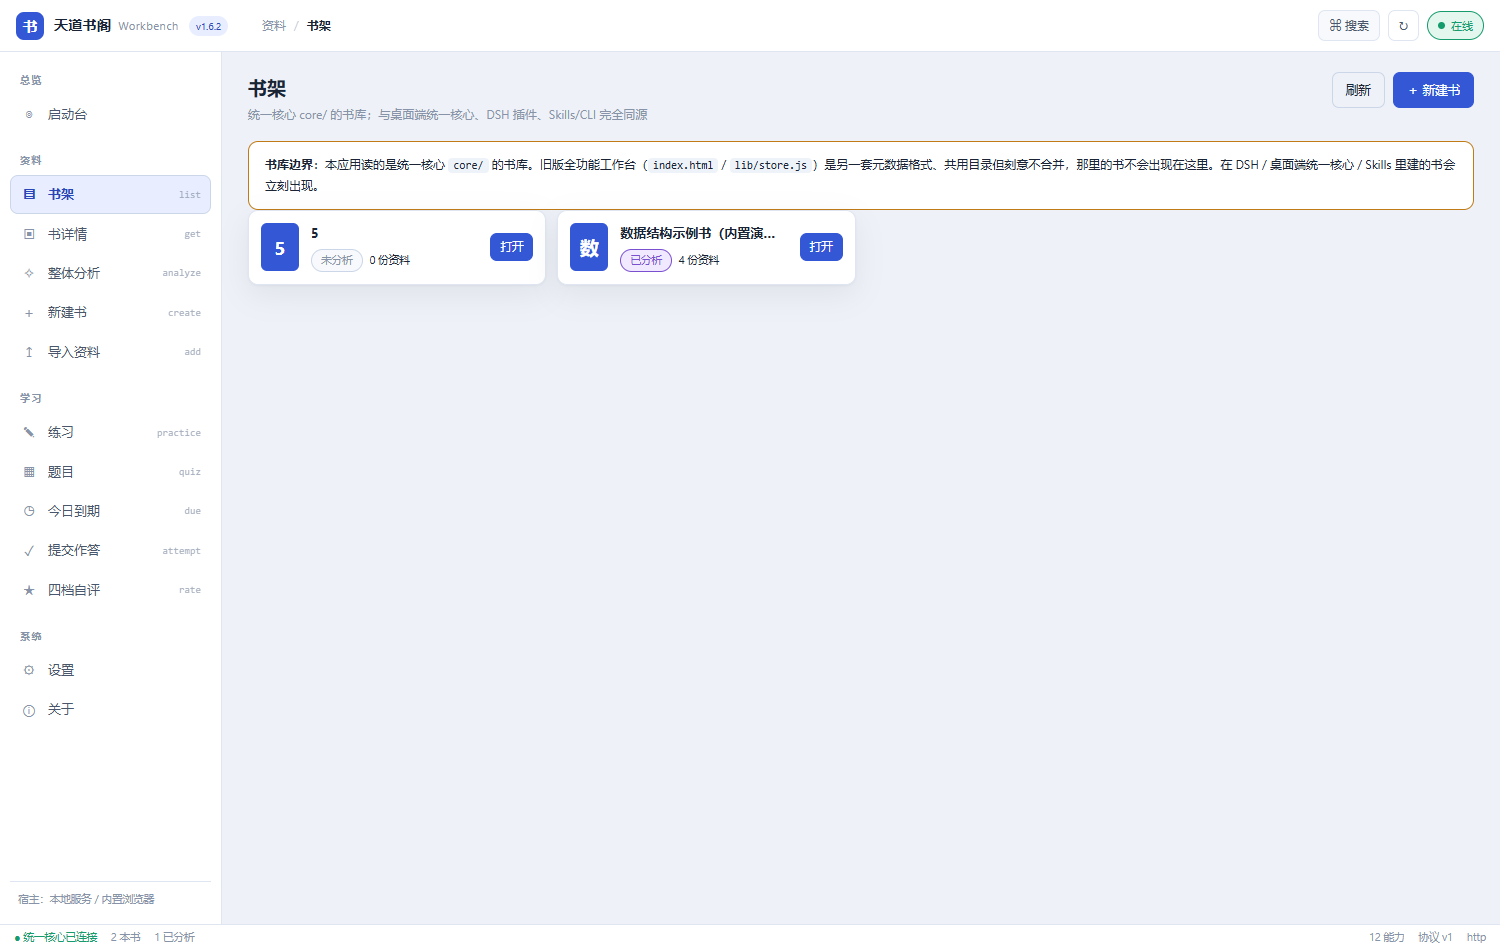 书 天道书阁 Workbench v1.6.2 资料 / 书架 ⌘ 搜索 ↻ 在线
总览
启动台
资料
书架 list
书详情 get
整体分析 analyze
新建书 create
导入资料 add
学习
练习 practice
题目 quiz
今日到期 due
提交作答 attempt
四档自评 rate
系统
设置
关于
宿主：本地服务 / 内置浏览器
书架
统一核心 core/ 的书库；与桌面端统一核心、DSH 插件、Skills/CLI 完全同源
刷新 + 新建书
书库边界：本应用读的是统一核心 core/ 的书库。旧版全功能工作台（ index.html / lib/store.js ）是另一套元数据格式、共用目录但刻意不合并，那里的书不会出现在这里。在 DSH / 桌面端统一核心 / Skills 里建的书会
立刻出现。
5 5 打开
未分析 0 份资料
数 数据结构示例书（内置演... 打开
已分析 4 份资料
统一核心已连接 2 本书 1 已分析 12 能力 协议 v1 http